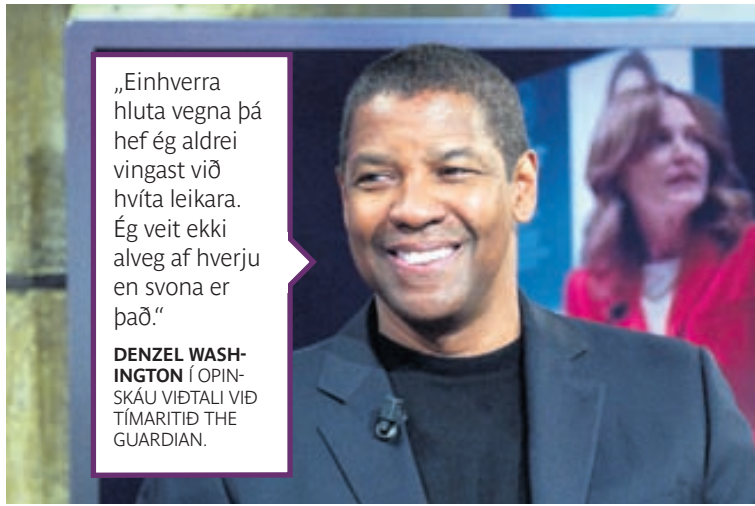 „Einhverra
hluta vegna þá
hef ég aldrei
vingast við
hvíta leikara.
Ég veit ekki
alveg af hverju
en svona er
það.“
DENZEL WASH-
INGTON Í OPIN-
SKÁU VIÐTALI VIÐ
TÍMARITIÐ THE
GUARDIAN.